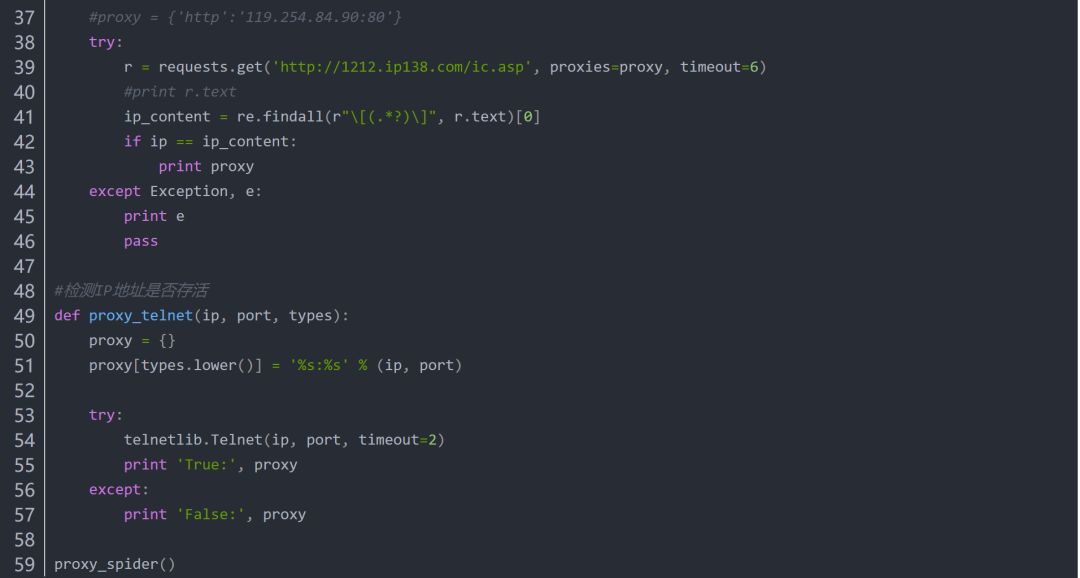 37 #proxy = {'http':'119.254.84.90:80'}
38 try:
39 r = requests.get('http://1212.ip138.com/ic.asp', proxies=proxy, timeout=6)
40 #print r.text
41 ip_content = re.findall(r"\[(.*?)\]", r.text)[0]
42 if ip == ip_content:
43 print proxy
44 except Exception, e:
45 print e
46 pass
47
48 #检测IP地址是否存活
49 def proxy_telnet(ip, port, types):
50 proxy = {}
51 proxy[types.lower()] = '%s:%s' % (ip, port)
52
53 try:
54 telnetlib.Telnet(ip, port, timeout=2)
55 print 'True:', proxy
56 except:
57 print 'False:', proxy
58
59 proxy_spider()